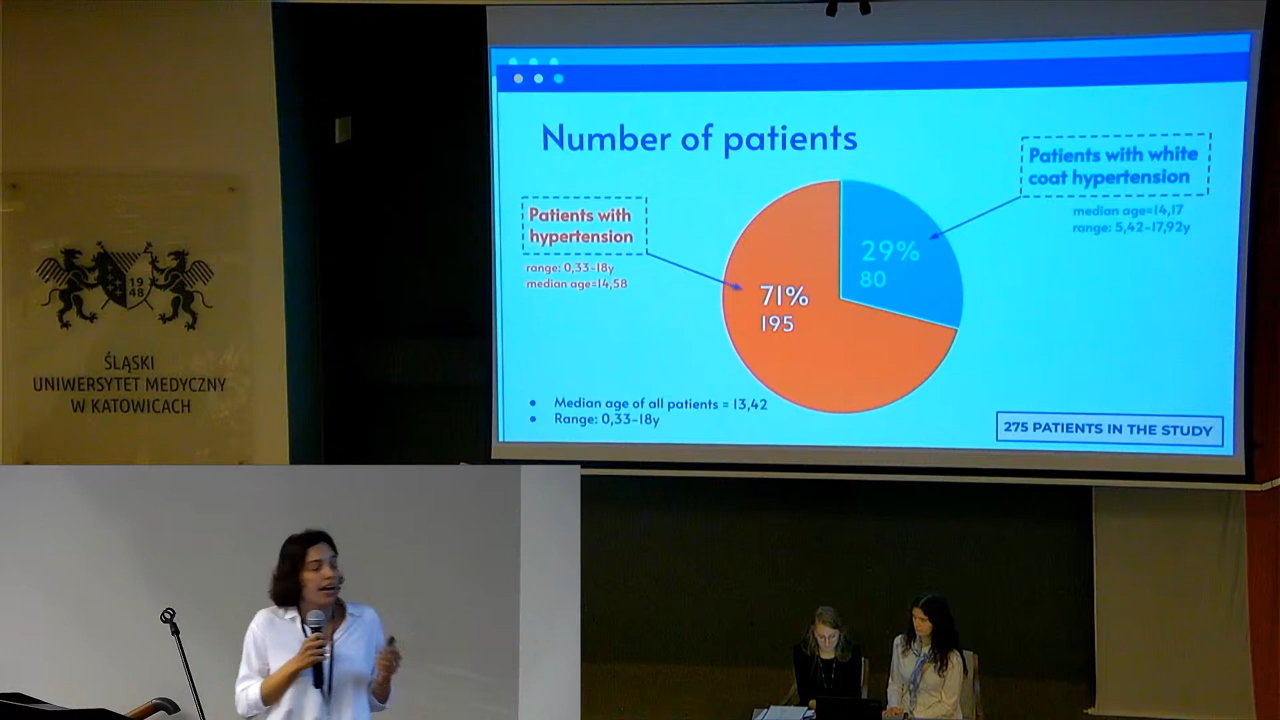 19
48
ŚLĄSKI
UNIWERSYTET MEDYCZNY
W KATOWICACH
Number of patients
Patients with
hypertension
range: 0,33-18y
median age=14,58
71%
195
29%
80
Patients with white
coat hypertension
median age=14,17
range: 5,42-17,92y
• Median age of all patients = 13,42
• Range: 0,33-18y
275 PATIENTS IN THE STUDY